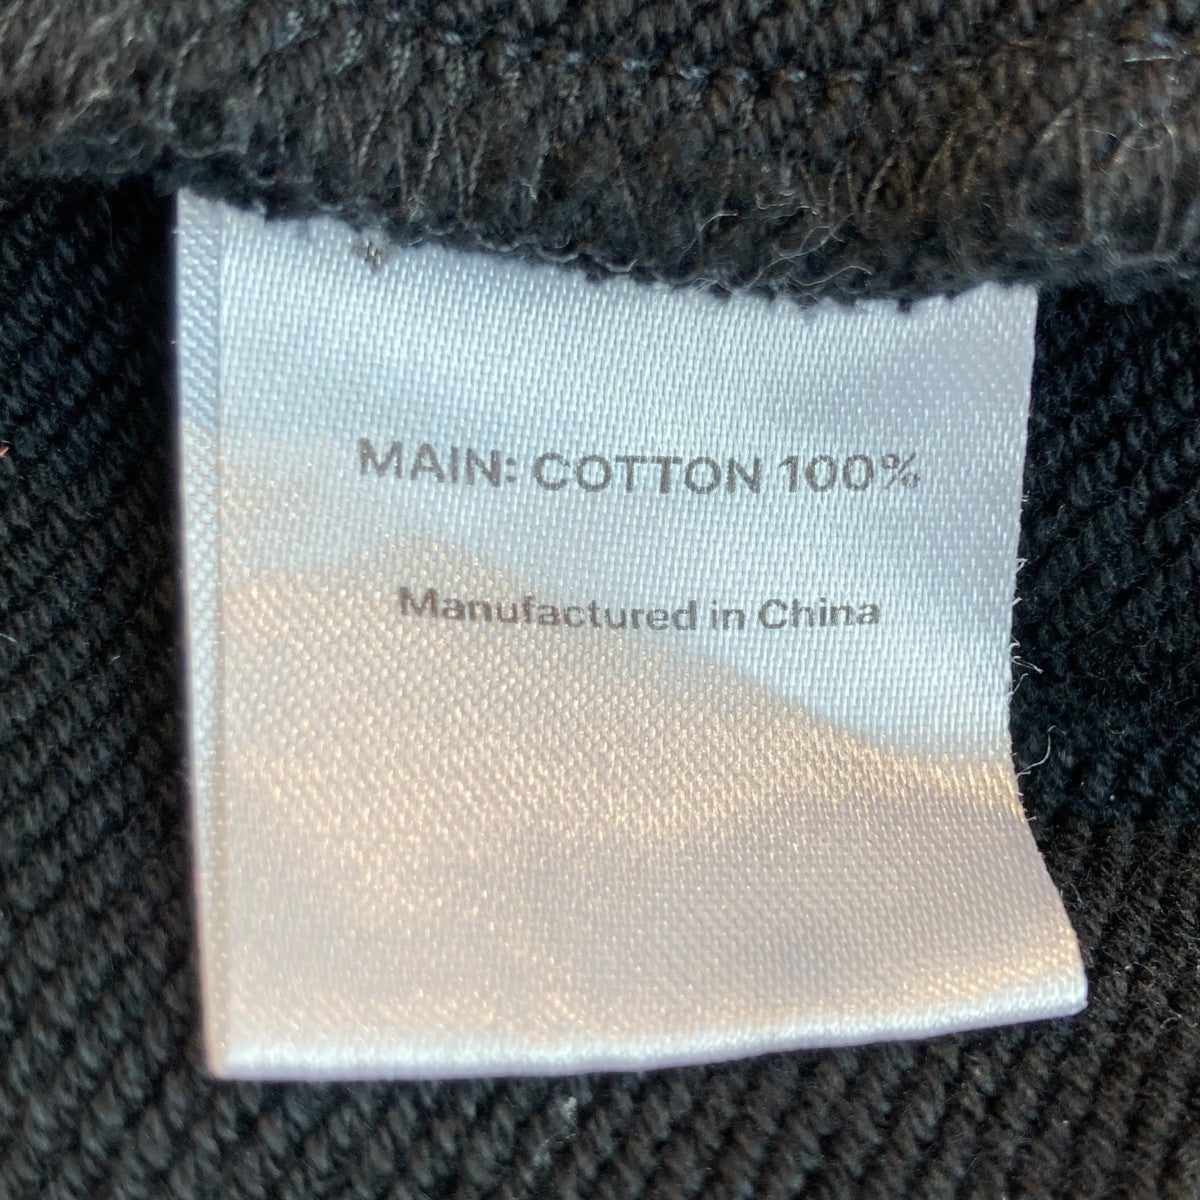 MAIN: COTTON 100%
Manufactured in China